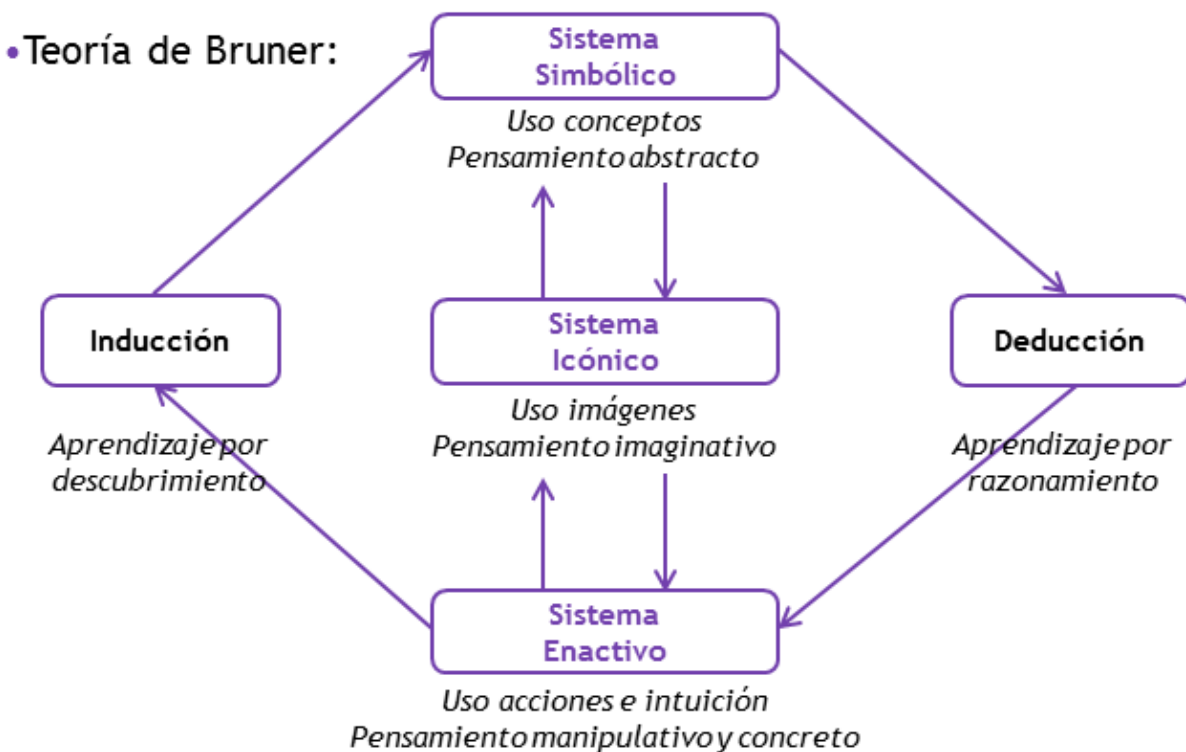 •Teoría de Bruner:
Sistema
Simbólico
Uso conceptos
Pensamiento abstracto
Inducción
Sistema
Icónico
Deducción
Uso imágenes
Pensamiento imaginativo
Aprendizaje por
descubrimiento
Aprendizaje por
razonamiento
Sistema
Enactivo
Uso acciones e intuición
Pensamiento manipulativo y concreto